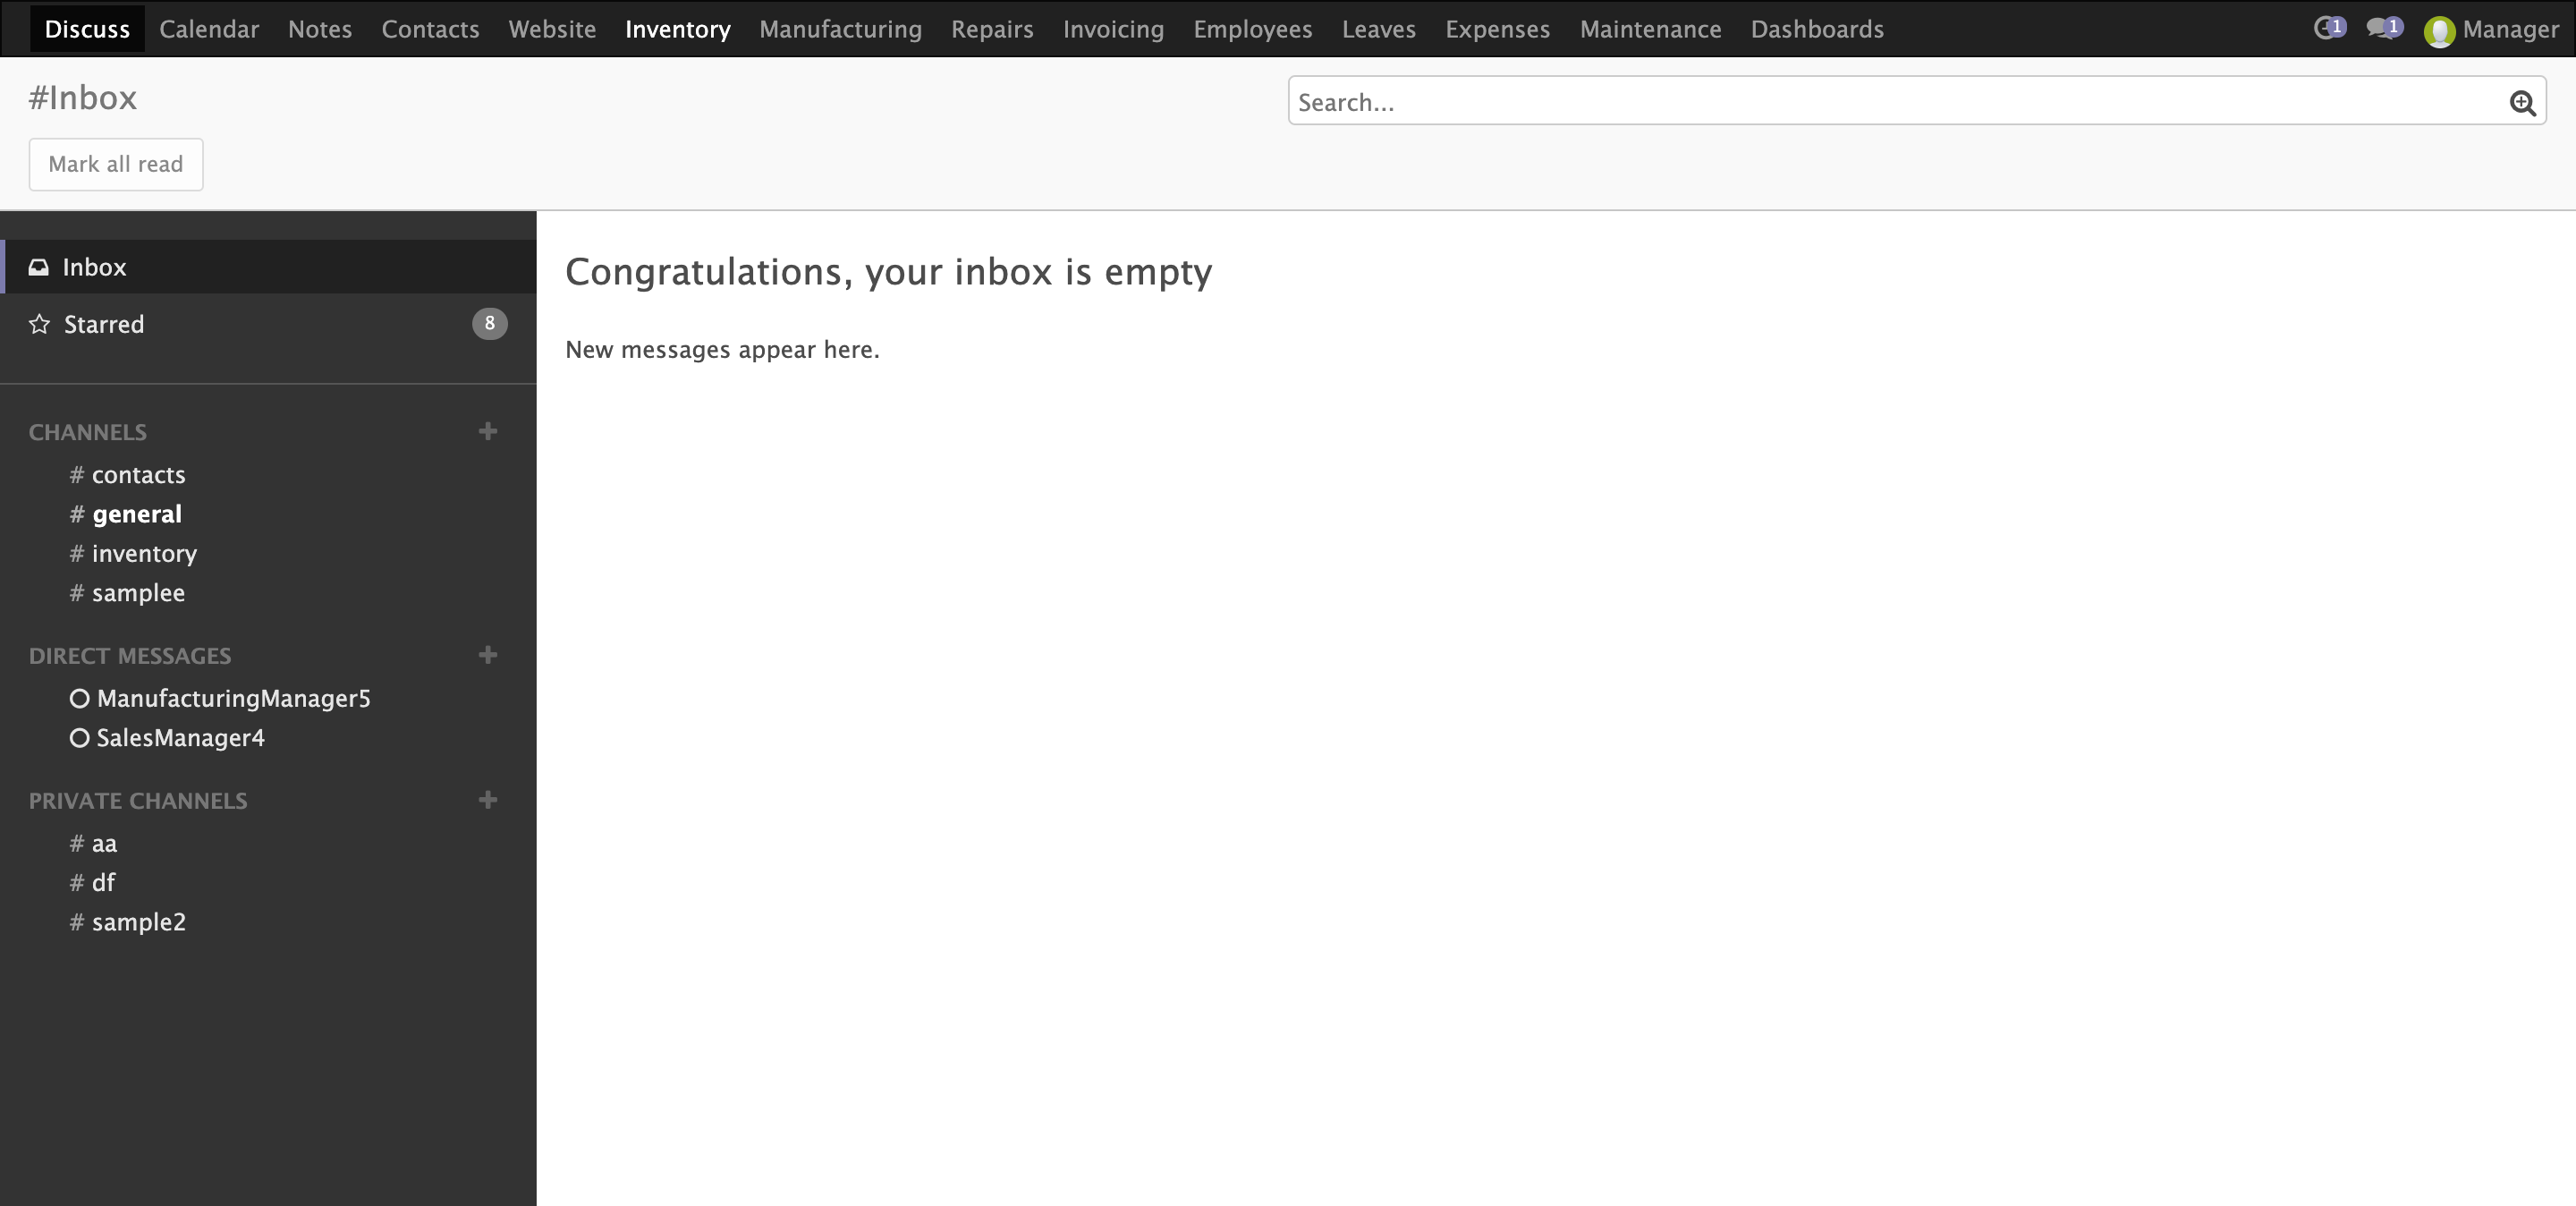 Discuss Calendar Notes Contacts Website Inventory Manufacturing Repairs Invoicing Employees Leaves Expenses Maintenance Dashboards 1 1 Manager
#Inbox
Search...
Mark all read
Inbox
Starred 8
CHANNELS
# contacts
# general
# inventory
# samplee
DIRECT MESSAGES
ManufacturingManager5
SalesManager4
PRIVATE CHANNELS
# aa
# df
# sample2
Congratulations, your inbox is empty
New messages appear here.